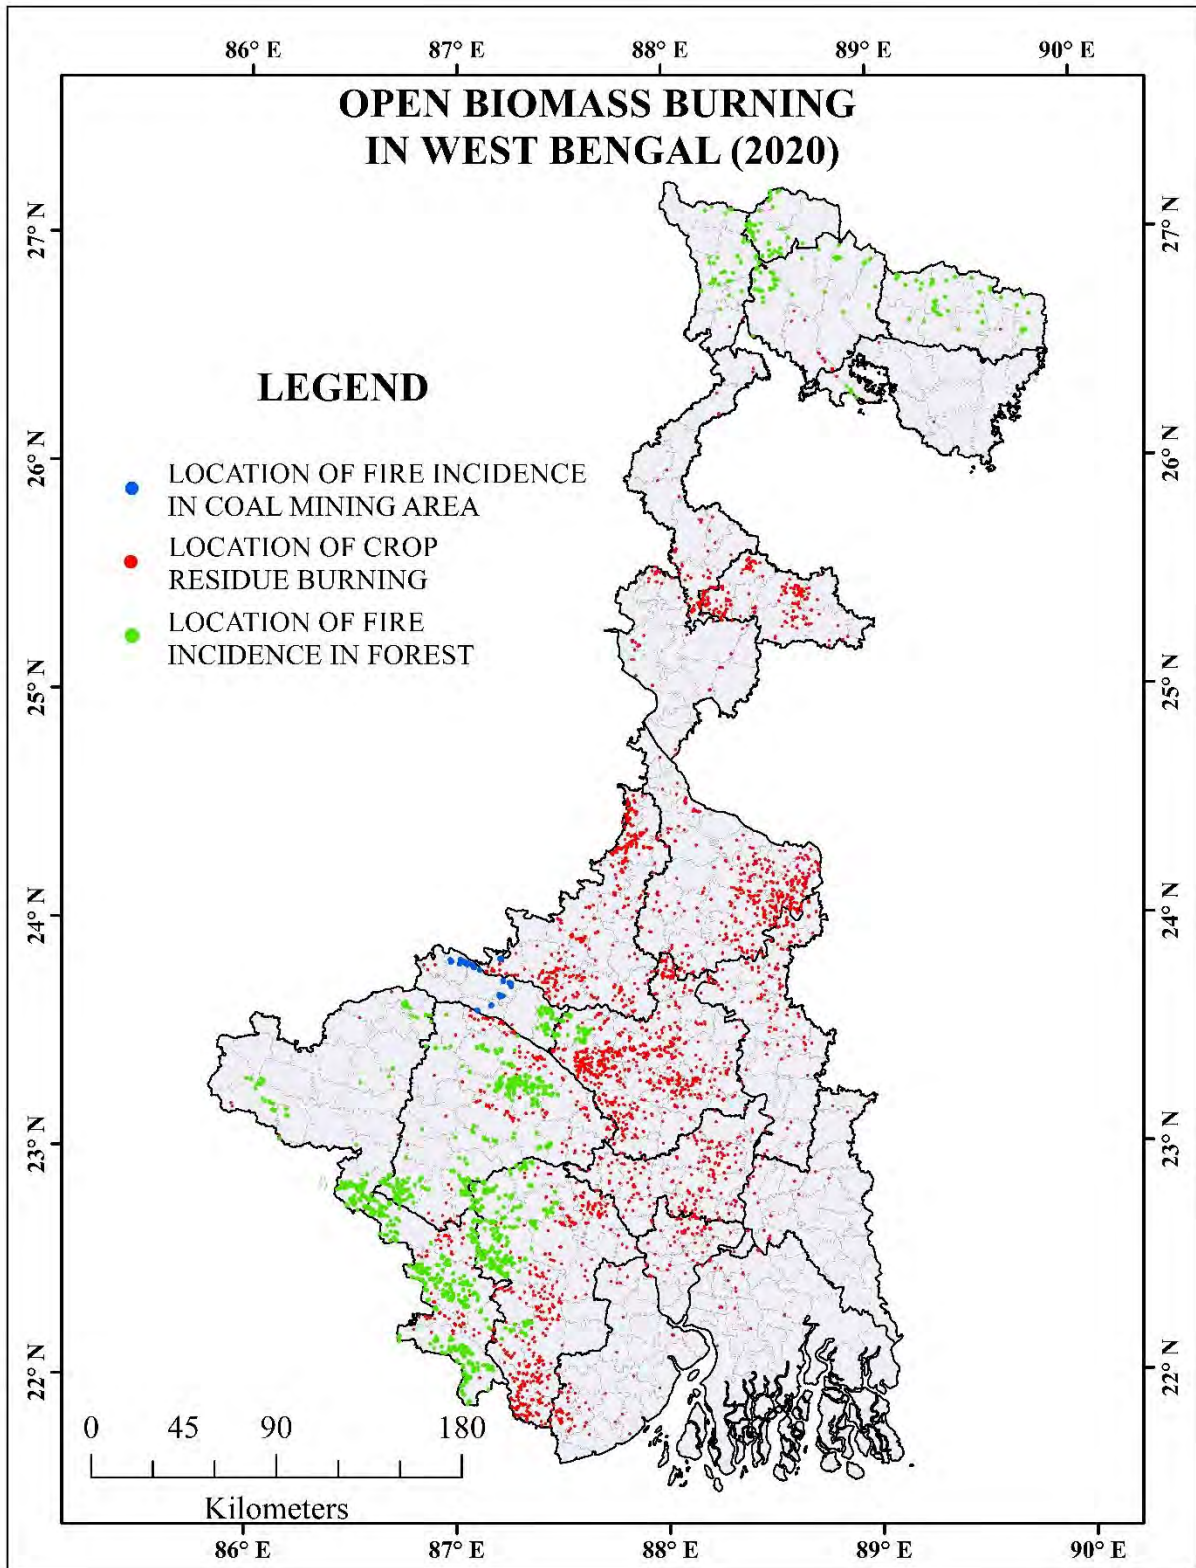 86° E 87° E 88° E 89° E 90° E
OPEN BIOMASS BURNING
IN WEST BENGAL (2020)
27° N 27° N
LEGEND
26° N 26° N
LOCATION OF FIRE INCIDENCE
IN COAL MINING AREA
LOCATION OF CROP
RESIDUE BURNING
LOCATION OF FIRE
INCIDENCE IN FOREST
25° N 25° N
24° N 24° N
23° N 23° N
22° N 22° N
0 45 90 180
Kilometers
86° E 87° E 88° E 89° E 90° E